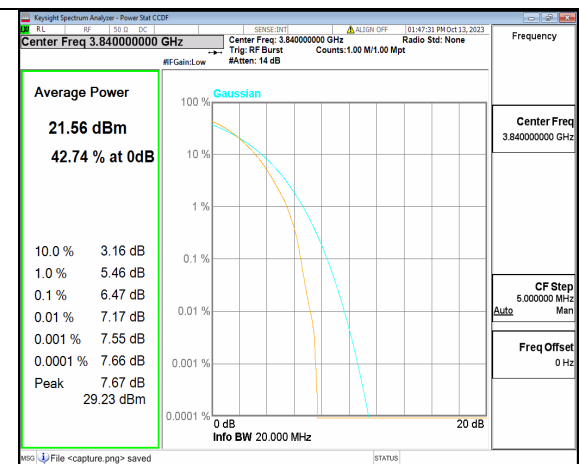 Keysight Spectrum Analyzer - Power Stat CCDF
RL RF 50 Ω DC SENSE:INT ALIGN OFF 01:47:31 PM Oct 13, 2023
Center Freq 3.840000000 GHz
Center Freq: 3.840000000 GHz Radio Std: None
Trig: RF Burst Counts:1.00 M/1.00 Mpt
#IFGain:Low #Atten: 14 dB
Frequency
Average Power
21.56 dBm
42.74 % at 0dB
10.0 % 3.16 dB
1.0 % 5.46 dB
0.1 % 6.47 dB
0.01 % 7.17 dB
0.001 % 7.55 dB
0.0001 % 7.66 dB
Peak 7.67 dB
29.23 dBm
Gaussian
100 %
10 %
1 %
0.1 %
0.01 %
0.001 %
0.0001 %
0 dB 20 dB
Info BW 20.000 MHz
Center Freq
3.840000000 GHz
CF Step
5.000000 MHz
Auto Man
Freq Offset
0 Hz
MSG File <capture.png> saved STATUS